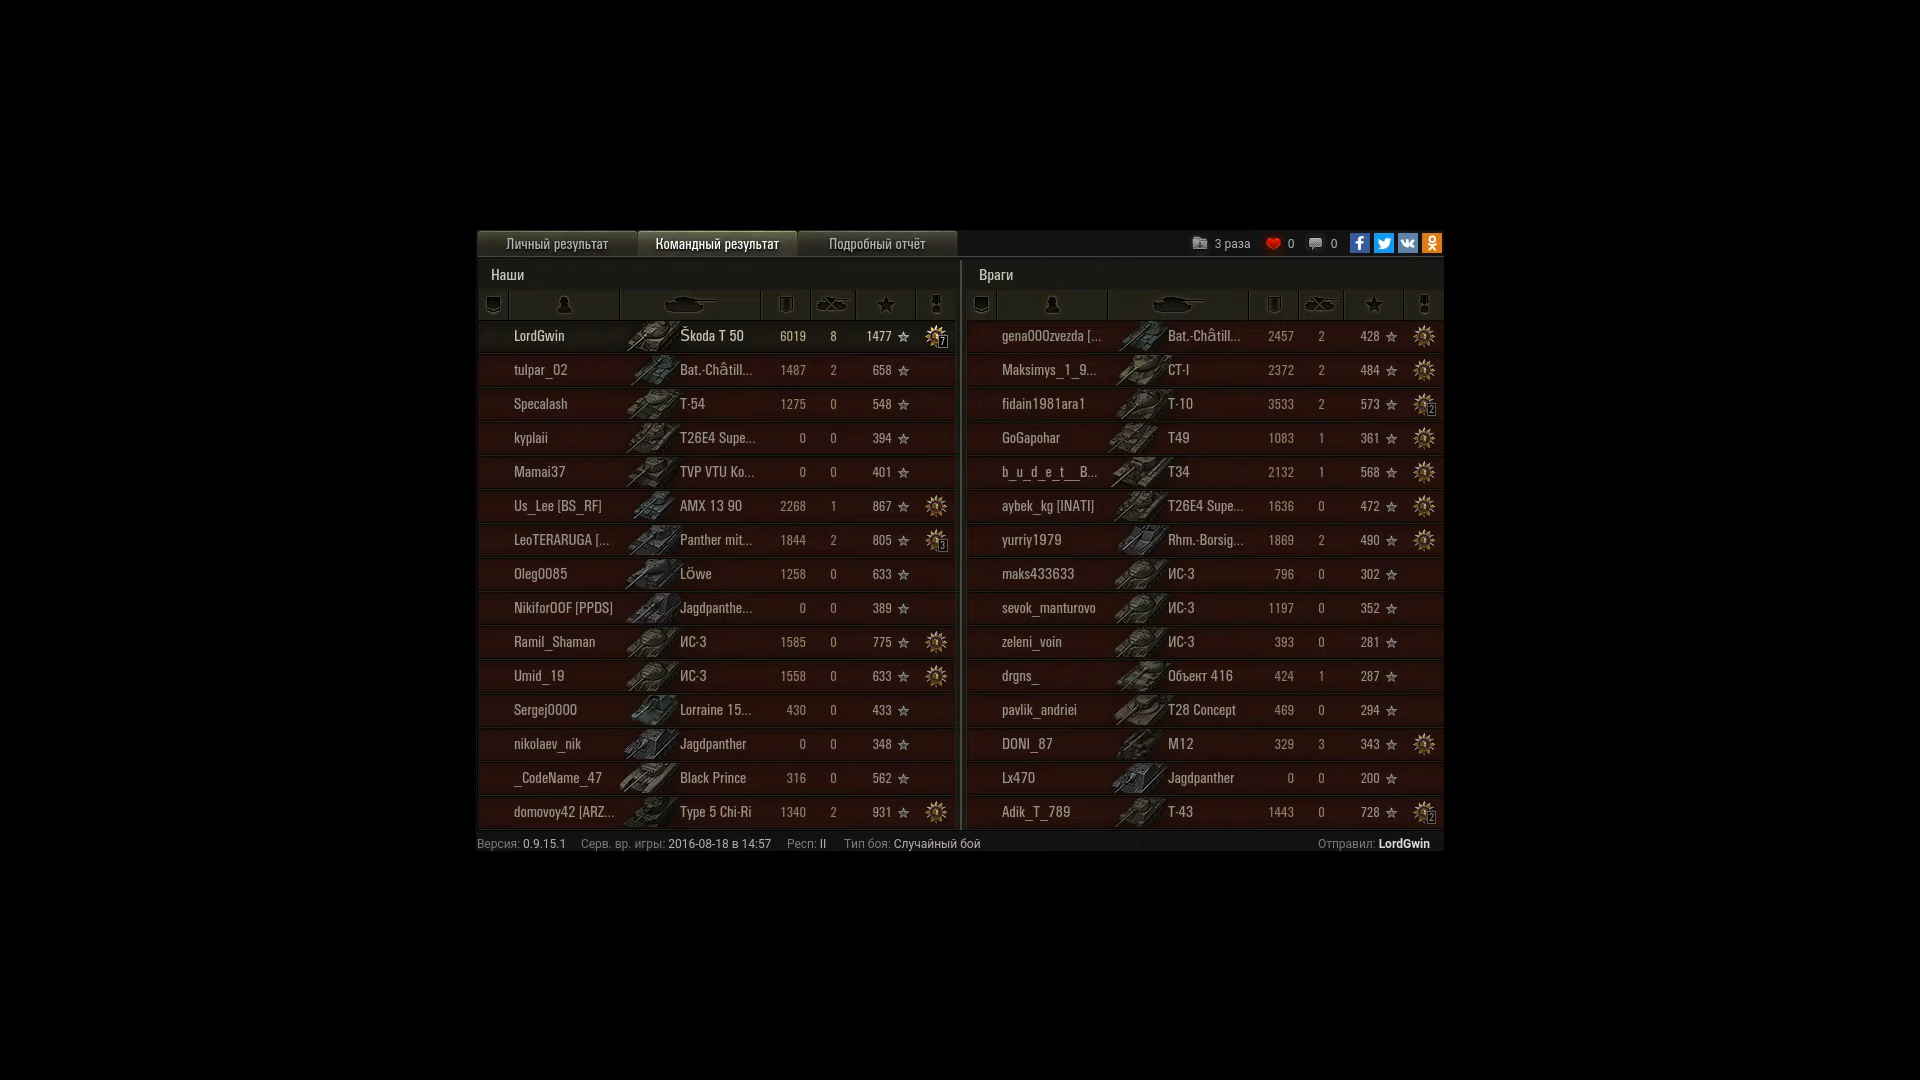 Личный результат Командный результат Подробный отчёт 3 раза 0 0
Наши Враги
LordGwin Škoda T 50 6019 8 1477 7 gena000zvezda [... Bat.-Châtill... 2457 2 428
tulpar_02 Bat.-Châtill... 1487 2 658 Maksimys_1_9... СТ-I 2372 2 484
Specalash Т-54 1275 0 548 fidain1981ara1 Т-10 3533 2 573 2
kyplaii T26E4 Supe... 0 0 394 GoGapohar T49 1083 1 361
Mamai37 TVP VTU Ko... 0 0 401 b_u_d_e_t__B... T34 2132 1 568
Us_Lee [BS_RF] AMX 13 90 2268 1 867 aybek_kg [INATI] T26E4 Supe... 1636 0 472
LeoTERARUGA [... Panther mit... 1844 2 805 3 yurriy1979 Rhm.-Borsig... 1869 2 490
Oleg0085 Löwe 1258 0 633 maks433633 ИС-3 796 0 302
Nikifor00F [PPDS] Jagdpanthe... 0 0 389 sevok_manturovo ИС-3 1197 0 352
Ramil_Shaman ИС-3 1585 0 775 zeleni_voin ИС-3 393 0 281
Umid_19 ИС-3 1558 0 633 drgns_ Объект 416 424 1 287
Sergej0000 Lorraine 15... 430 0 433 pavlik_andriei T28 Concept 469 0 294
nikolaev_nik Jagdpanther 0 0 348 DONI_87 M12 329 3 343
_CodeName_47 Black Prince 316 0 562 Lx470 Jagdpanther 0 0 200
domovoy42 [ARZ... Type 5 Chi-Ri 1340 2 931 Adik_T_789 Т-43 1443 0 728 2
Версия: 0.9.15.1 Серв. вр. игры: 2016-08-18 в 14:57 Респ: II Тип боя: Случайный бой Отправил: LordGwin